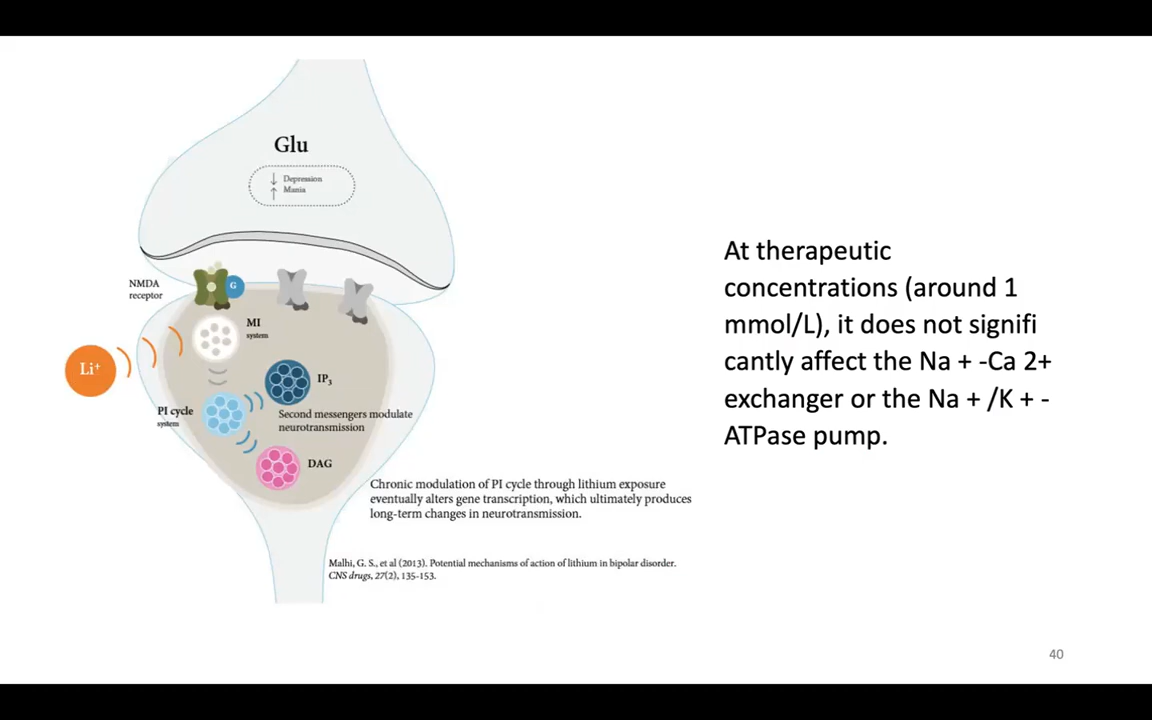 Glu
↓ Depression
↑ Mania
NMDA
receptor
G
MI
system
Li⁺
IP₃
PI cycle
system
Second messengers modulate
neurotransmission
DAG
Chronic modulation of PI cycle through lithium exposure
eventually alters gene transcription, which ultimately produces
long-term changes in neurotransmission.
Malhi, G. S., et al (2013). Potential mechanisms of action of lithium in bipolar disorder.
CNS drugs, 27(2), 135-153.
At therapeutic
concentrations (around 1
mmol/L), it does not signifi
cantly affect the Na + -Ca 2+
exchanger or the Na + /K + -
ATPase pump.
40